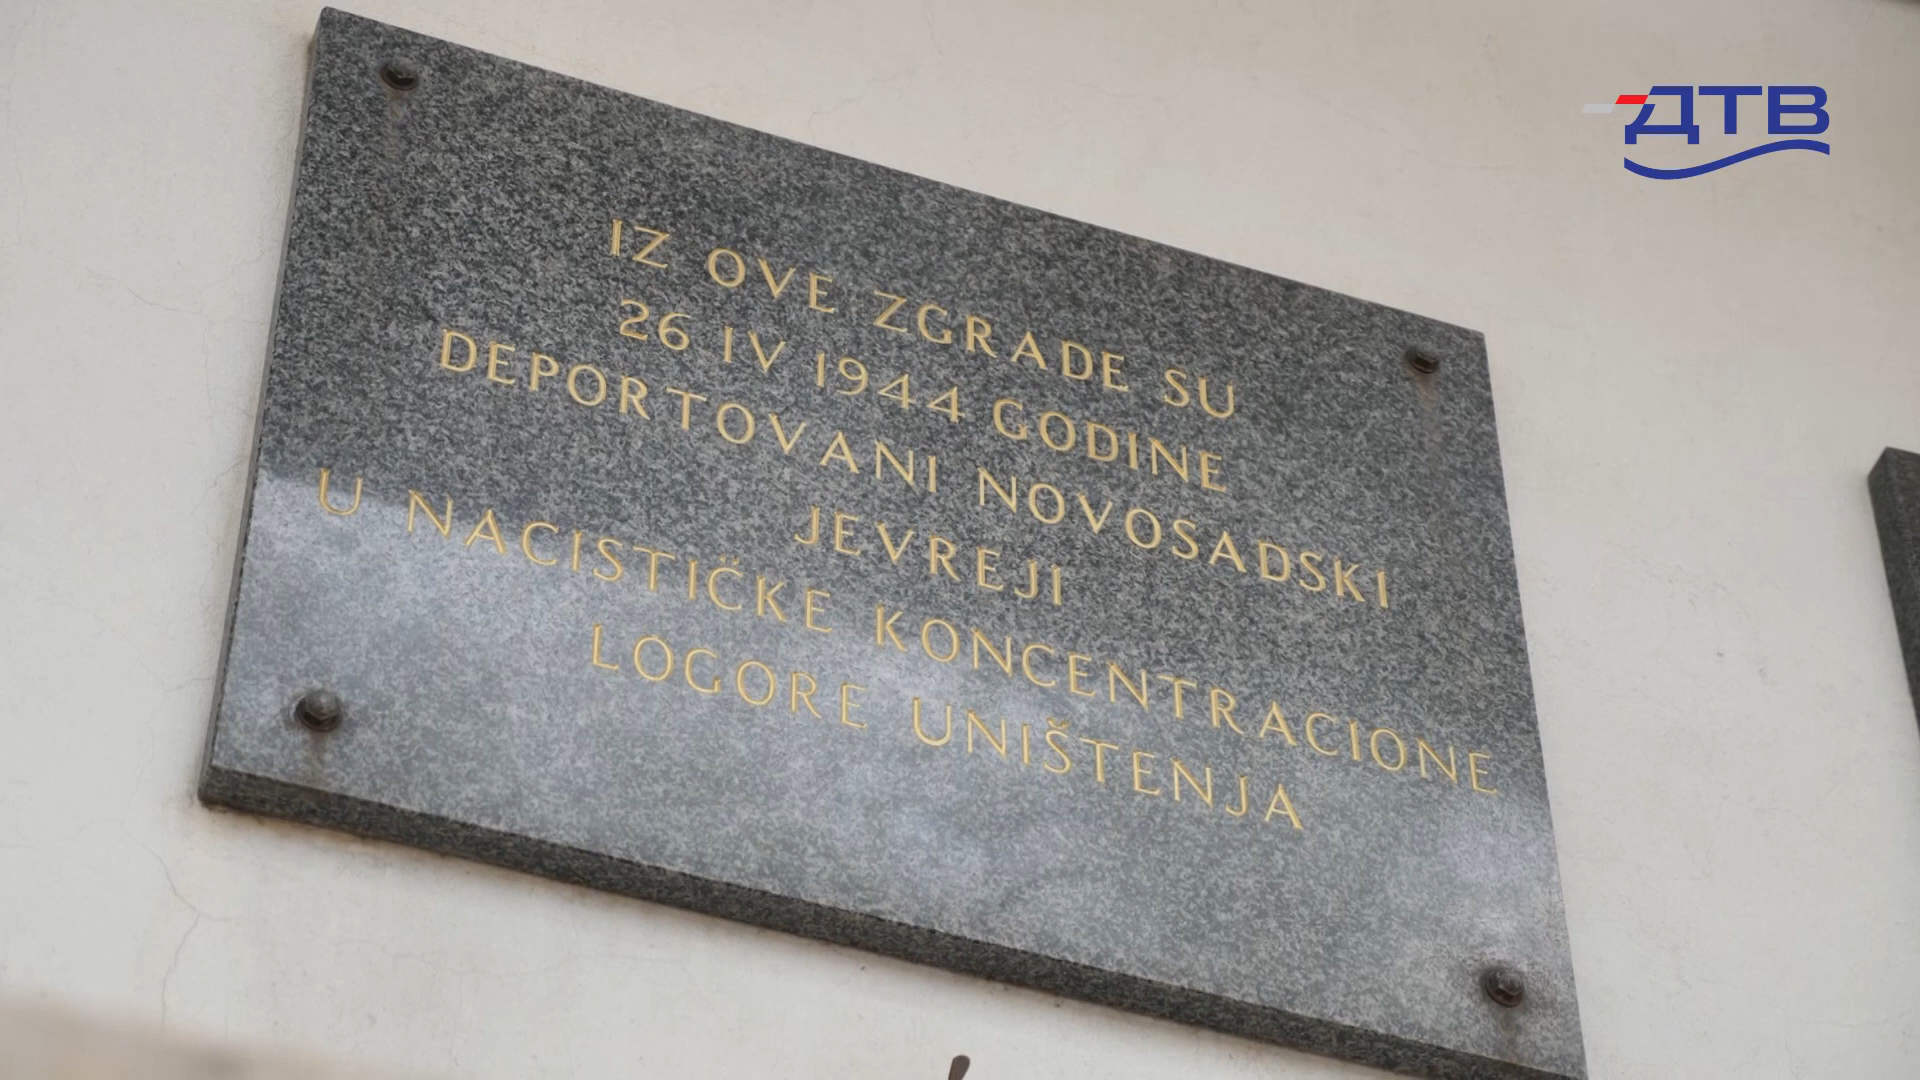 ДТВ
IZ OVE ZGRADE SU
26 IV 1944 GODINE
DEPORTOVANI NOVOSADSKI
JEVREJI
U NACISTIČKE KONCENTRACIONE
LOGORE UNIŠTENJA